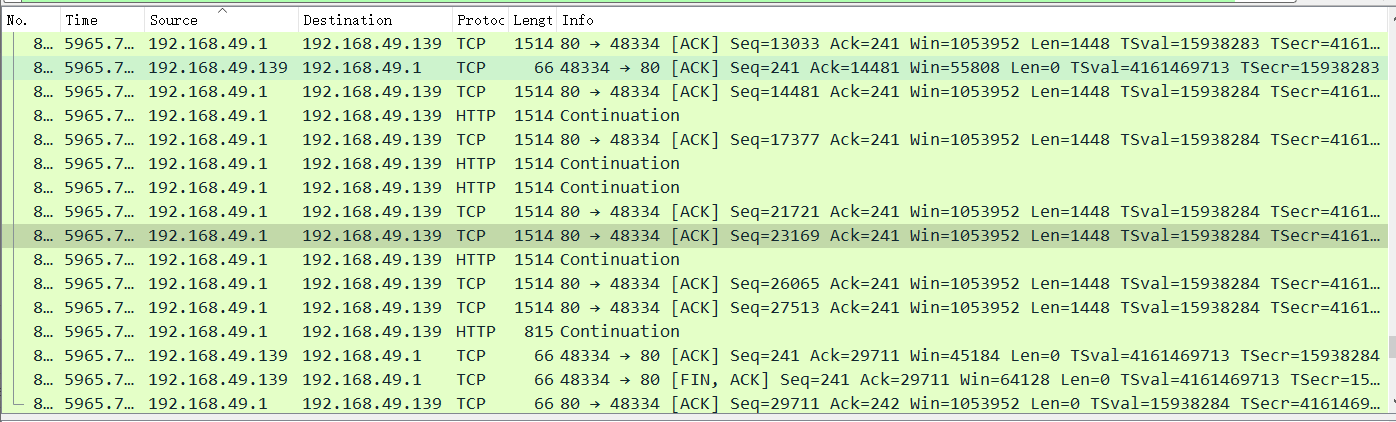 No. Time Source Destination Protoc Lengt Info
8… 5965.7… 192.168.49.1 192.168.49.139 TCP 1514 80 → 48334 [ACK] Seq=13033 Ack=241 Win=1053952 Len=1448 TSval=15938283 TSecr=4161…
8… 5965.7… 192.168.49.139 192.168.49.1 TCP 66 48334 → 80 [ACK] Seq=241 Ack=14481 Win=55808 Len=0 TSval=4161469713 TSecr=15938283
8… 5965.7… 192.168.49.1 192.168.49.139 TCP 1514 80 → 48334 [ACK] Seq=14481 Ack=241 Win=1053952 Len=1448 TSval=15938284 TSecr=4161…
8… 5965.7… 192.168.49.1 192.168.49.139 HTTP 1514 Continuation
8… 5965.7… 192.168.49.1 192.168.49.139 TCP 1514 80 → 48334 [ACK] Seq=17377 Ack=241 Win=1053952 Len=1448 TSval=15938284 TSecr=4161…
8… 5965.7… 192.168.49.1 192.168.49.139 HTTP 1514 Continuation
8… 5965.7… 192.168.49.1 192.168.49.139 HTTP 1514 Continuation
8… 5965.7… 192.168.49.1 192.168.49.139 TCP 1514 80 → 48334 [ACK] Seq=21721 Ack=241 Win=1053952 Len=1448 TSval=15938284 TSecr=4161…
8… 5965.7… 192.168.49.1 192.168.49.139 TCP 1514 80 → 48334 [ACK] Seq=23169 Ack=241 Win=1053952 Len=1448 TSval=15938284 TSecr=4161…
8… 5965.7… 192.168.49.1 192.168.49.139 HTTP 1514 Continuation
8… 5965.7… 192.168.49.1 192.168.49.139 TCP 1514 80 → 48334 [ACK] Seq=26065 Ack=241 Win=1053952 Len=1448 TSval=15938284 TSecr=4161…
8… 5965.7… 192.168.49.1 192.168.49.139 TCP 1514 80 → 48334 [ACK] Seq=27513 Ack=241 Win=1053952 Len=1448 TSval=15938284 TSecr=4161…
8… 5965.7… 192.168.49.1 192.168.49.139 HTTP 815 Continuation
8… 5965.7… 192.168.49.139 192.168.49.1 TCP 66 48334 → 80 [ACK] Seq=241 Ack=29711 Win=45184 Len=0 TSval=4161469713 TSecr=15938284
8… 5965.7… 192.168.49.139 192.168.49.1 TCP 66 48334 → 80 [FIN, ACK] Seq=241 Ack=29711 Win=64128 Len=0 TSval=4161469713 TSecr=15…
8… 5965.7… 192.168.49.1 192.168.49.139 TCP 66 80 → 48334 [ACK] Seq=29711 Ack=242 Win=1053952 Len=0 TSval=15938284 TSecr=4161469…